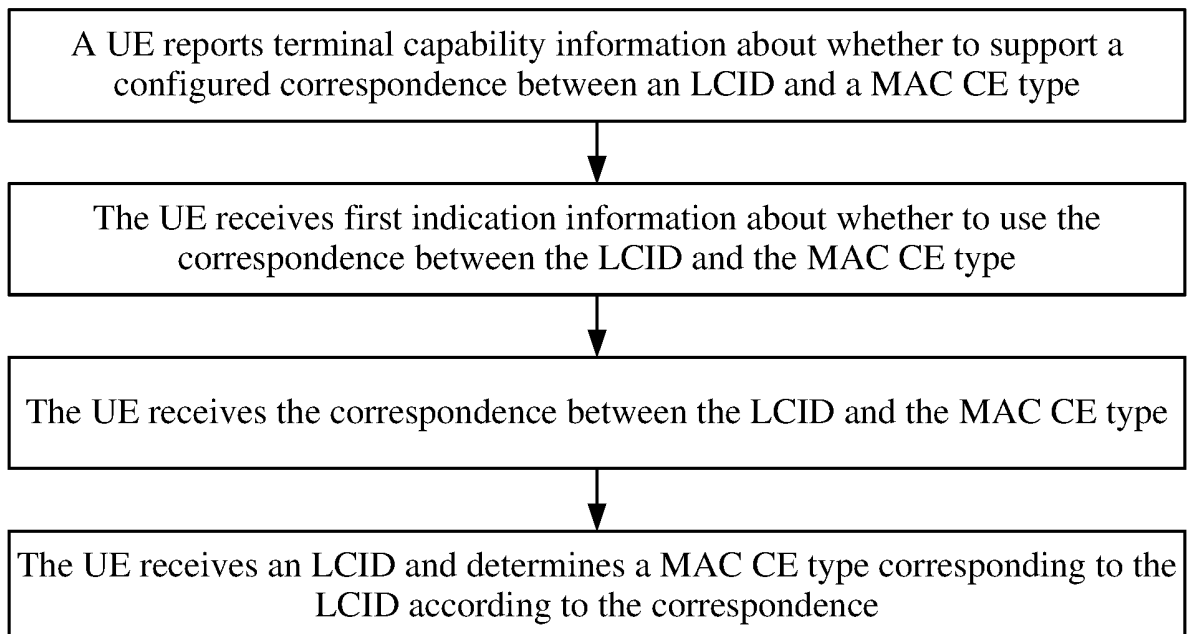 A UE reports terminal capability information about whether to support a
configured correspondence between an LCID and a MAC CE type
The UE receives first indication information about whether to use the
correspondence between the LCID and the MAC CE type
The UE receives the correspondence between the LCID and the MAC CE type
The UE receives an LCID and determines a MAC CE type corresponding to the
LCID according to the correspondence